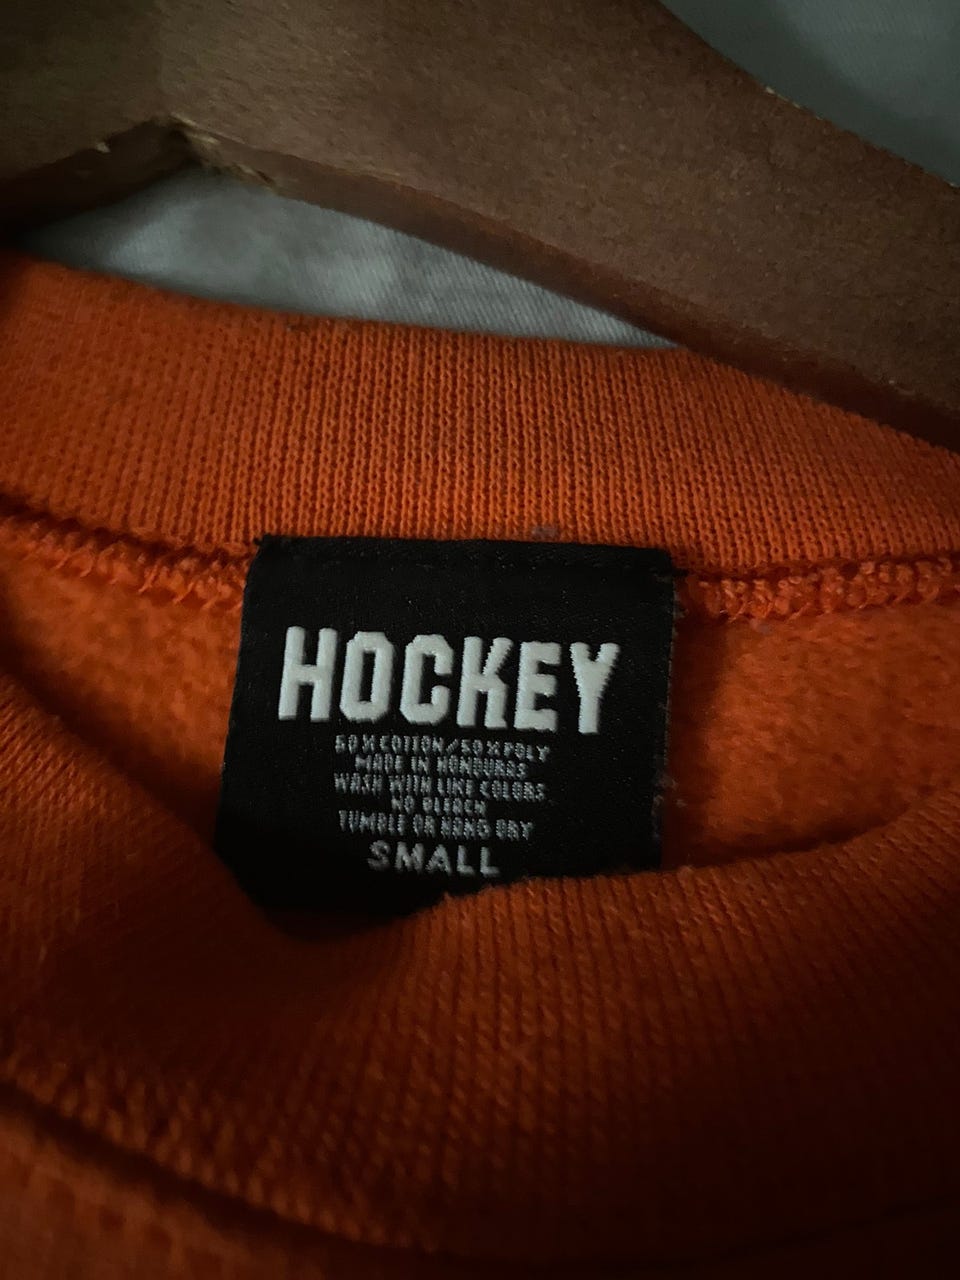 HOCKEY
50% COTTON/50% POLY
MADE IN HONDURAS
WASH WITH LIKE COLORS
NO BLEACH
TUMBLE OR HANG DRY
SMALL